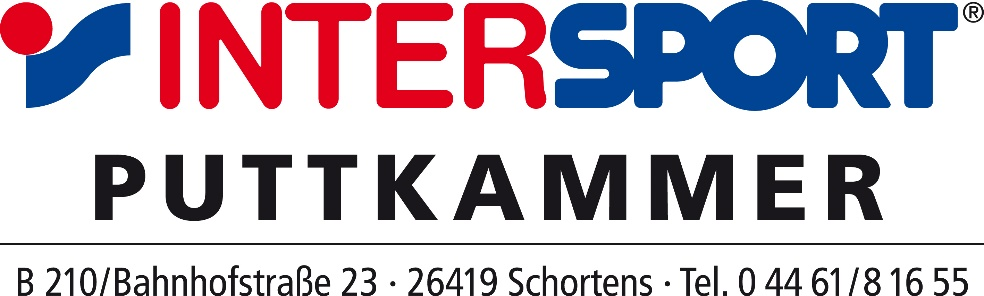 INTERSPORT®
PUTTKAMMER
B 210/Bahnhofstraße 23 · 26419 Schortens · Tel. 0 44 61/8 16 55